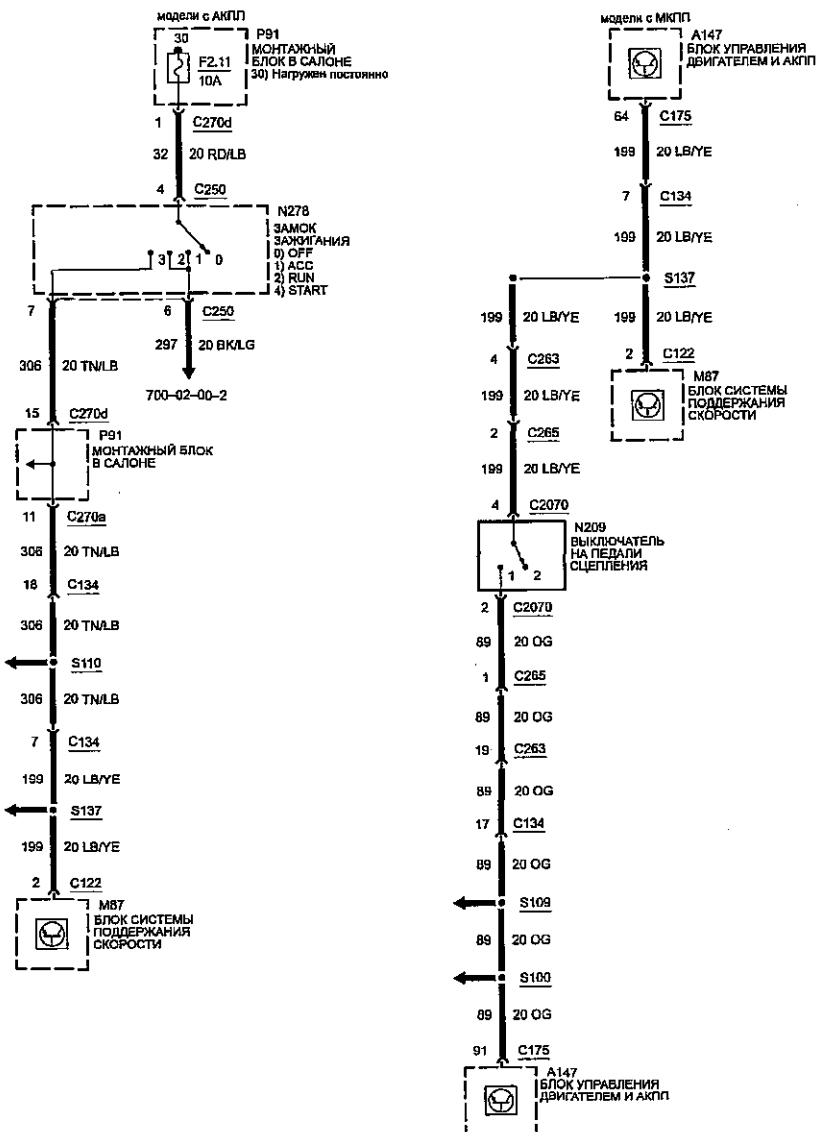 модели с АКПП
30
F2.11
10A
P91
МОНТАЖНЫЙ
БЛОК В САЛОНЕ
30) Нагружен постоянно
1 C270d
32 20 RD/LB
4 C250
N278
ЗАМОК
ЗАЖИГАНИЯ
0) OFF
1) ACC
2) RUN
4) START
3 2 1 0
7 6 C250
297 20 BK/LG
306 20 TN/LB
700-02-00-2
15 C270d
P91
МОНТАЖНЫЙ БЛОК
В САЛОНЕ
11 C270a
306 20 TN/LB
18 C134
306 20 TN/LB
S110
306 20 TN/LB
7 C134
199 20 LB/YE
S137
199 20 LB/YE
2 C122
M87
БЛОК СИСТЕМЫ
ПОДДЕРЖАНИЯ
СКОРОСТИ
модели с МКПП
A147
БЛОК УПРАВЛЕНИЯ
ДВИГАТЕЛЕМ И АКПП
64 C175
199 20 LB/YE
7 C134
199 20 LB/YE
S137
199 20 LB/YE 199 20 LB/YE
2 C122
M87
БЛОК СИСТЕМЫ
ПОДДЕРЖАНИЯ
СКОРОСТИ
4 C263
199 20 LB/YE
2 C265
199 20 LB/YE
4 C2070
N209
ВЫКЛЮЧАТЕЛЬ
НА ПЕДАЛИ
СЦЕПЛЕНИЯ
1 2
2 C2070
89 20 OG
1 C265
89 20 OG
19 C263
89 20 OG
17 C134
89 20 OG
S109
89 20 OG
S100
89 20 OG
91 C175
A147
БЛОК УПРАВЛЕНИЯ
ДВИГАТЕЛЕМ И АКПП